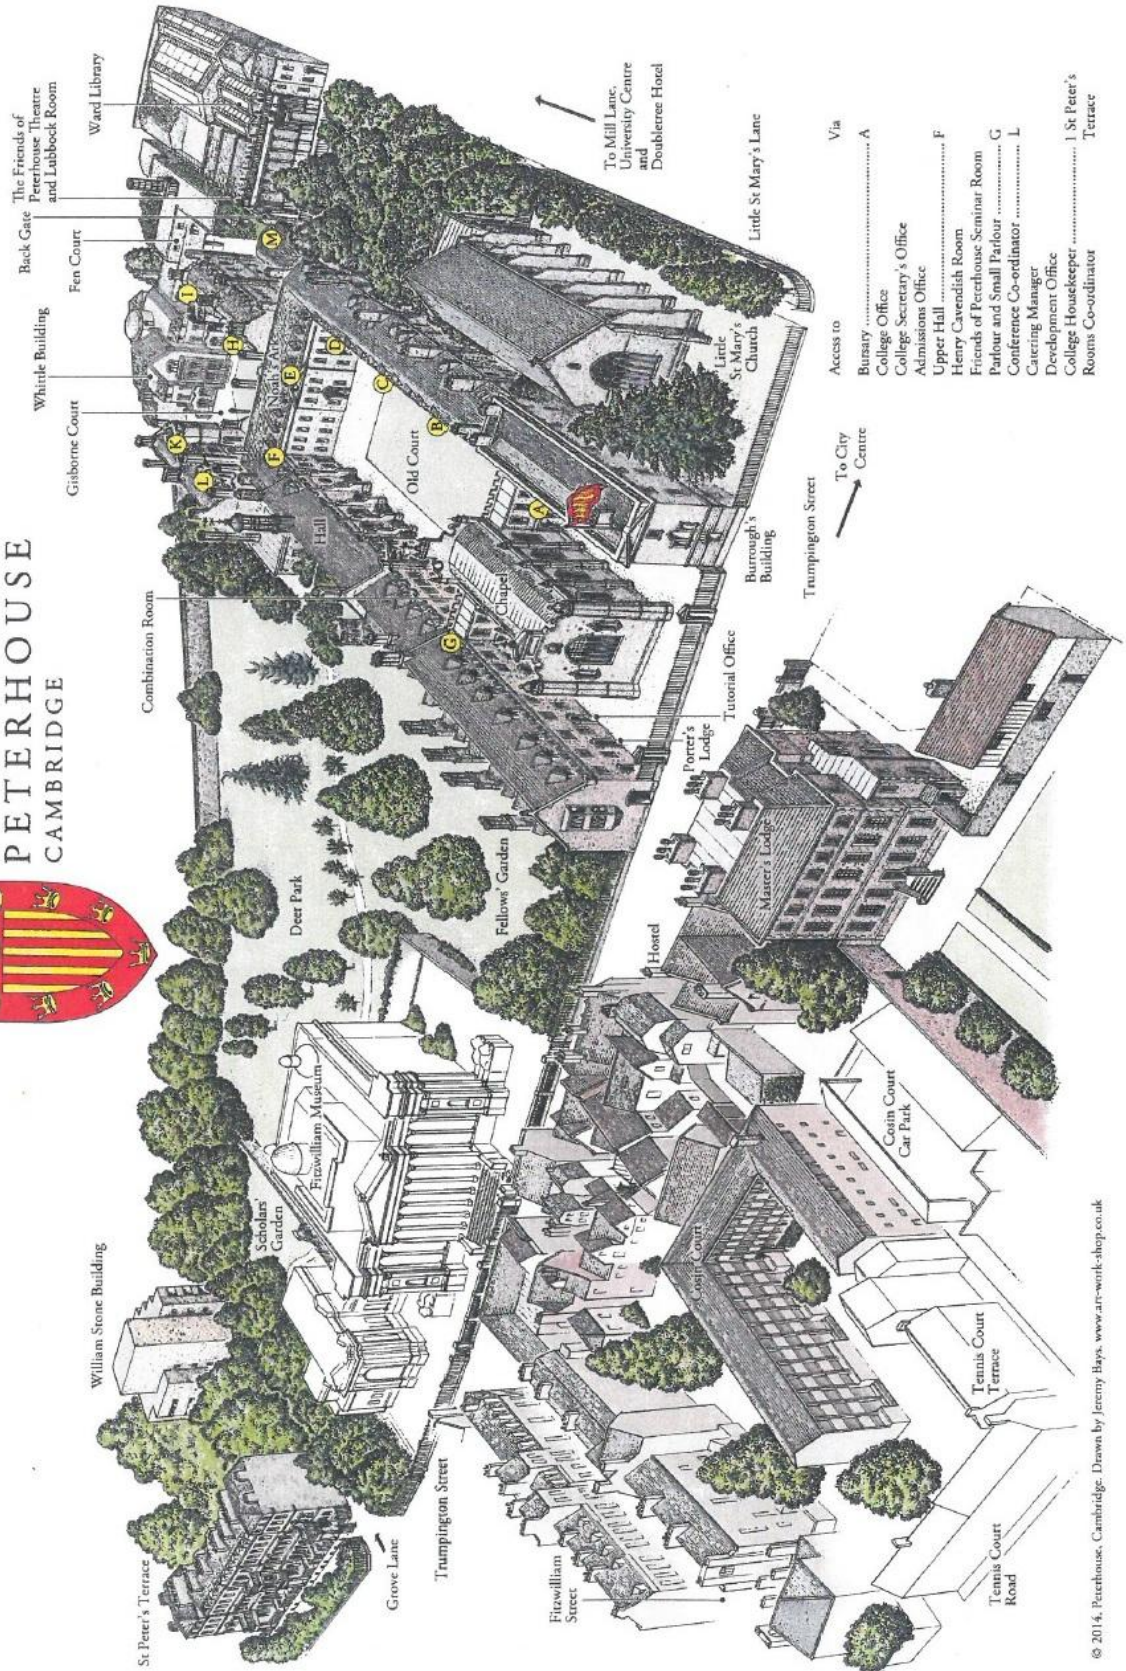 PETERHOUSE
CAMBRIDGE
St Peter's Terrace
William Stone Building
Combination Room
Gisborne Court
Whittle Building
Fen Court
Back Gate
The Friends of
Peterhouse Theatre
and Lubbock Room
Ward Library
Grove Lane
Scholars'
Garden
Fitzwilliam Museum
Deer Park
Fellows' Garden
Hall
L
K
F
Noah's Arc
E
H
I
D
M
C
B
Old Court
A
G
Chapel
Trumpington Street
Fitzwilliam
Street
Hostel
Porter's
Lodge
Tutorial Office
Burrough's
Building
Little
St Mary's
Church
Little St Mary's Lane
To Mill Lane,
University Centre
and
Doubletree Hotel
Trumpington Street
To City
Centre
Master's Lodge
Cosin Court
Cosin Court
Car Park
Tennis Court
Terrace
Tennis Court
Road
Access to Via
Bursary A
College Office
College Secretary's Office
Admissions Office
Upper Hall F
Henry Cavendish Room
Friends of Peterhouse Seminar Room
Parlour and Small Parlour G
Conference Co-ordinator L
Catering Manager
Development Office
College Housekeeper 1 St Peter's
Rooms Co-ordinator Terrace
© 2014, Peterhouse, Cambridge. Drawn by Jeremy Bays. www.art-work-shop.co.uk